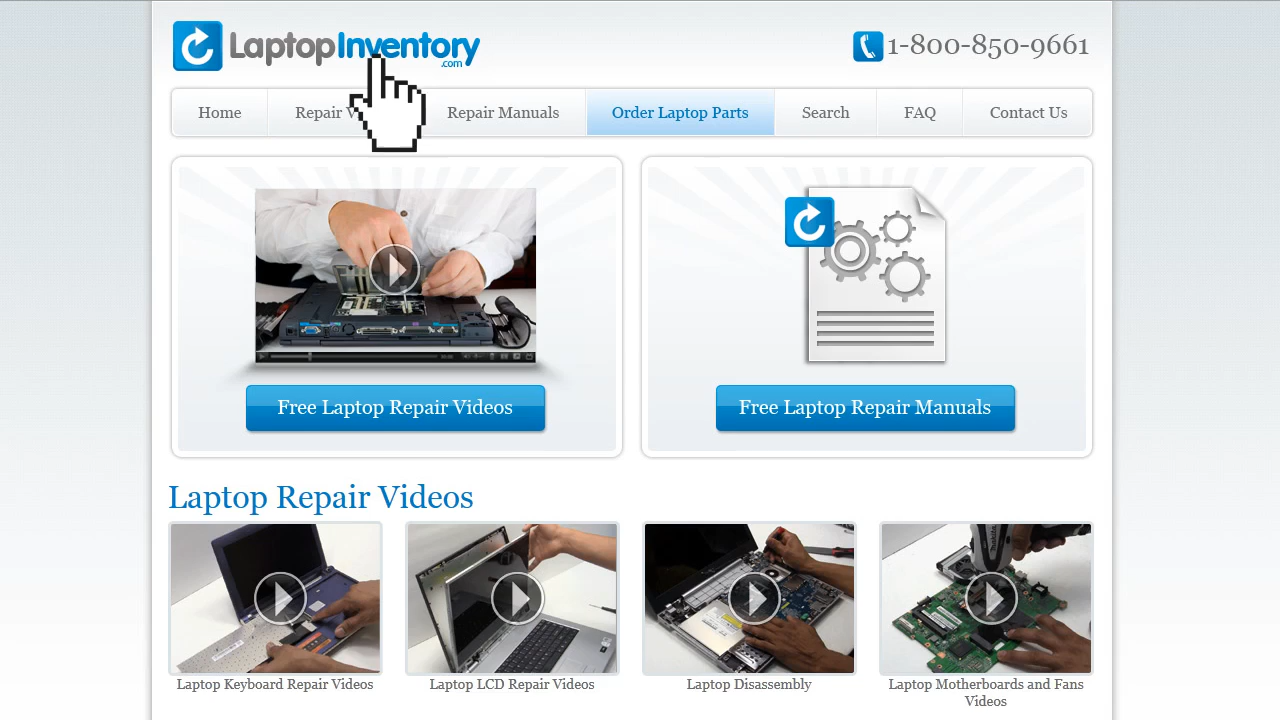 LaptopInventory
.com
1-800-850-9661
Home
Repair V
Repair Manuals
Order Laptop Parts
Search
FAQ
Contact Us
Free Laptop Repair Videos
Free Laptop Repair Manuals
Laptop Repair Videos
Laptop Keyboard Repair Videos
Laptop LCD Repair Videos
Laptop Disassembly
Laptop Motherboards and Fans
Videos